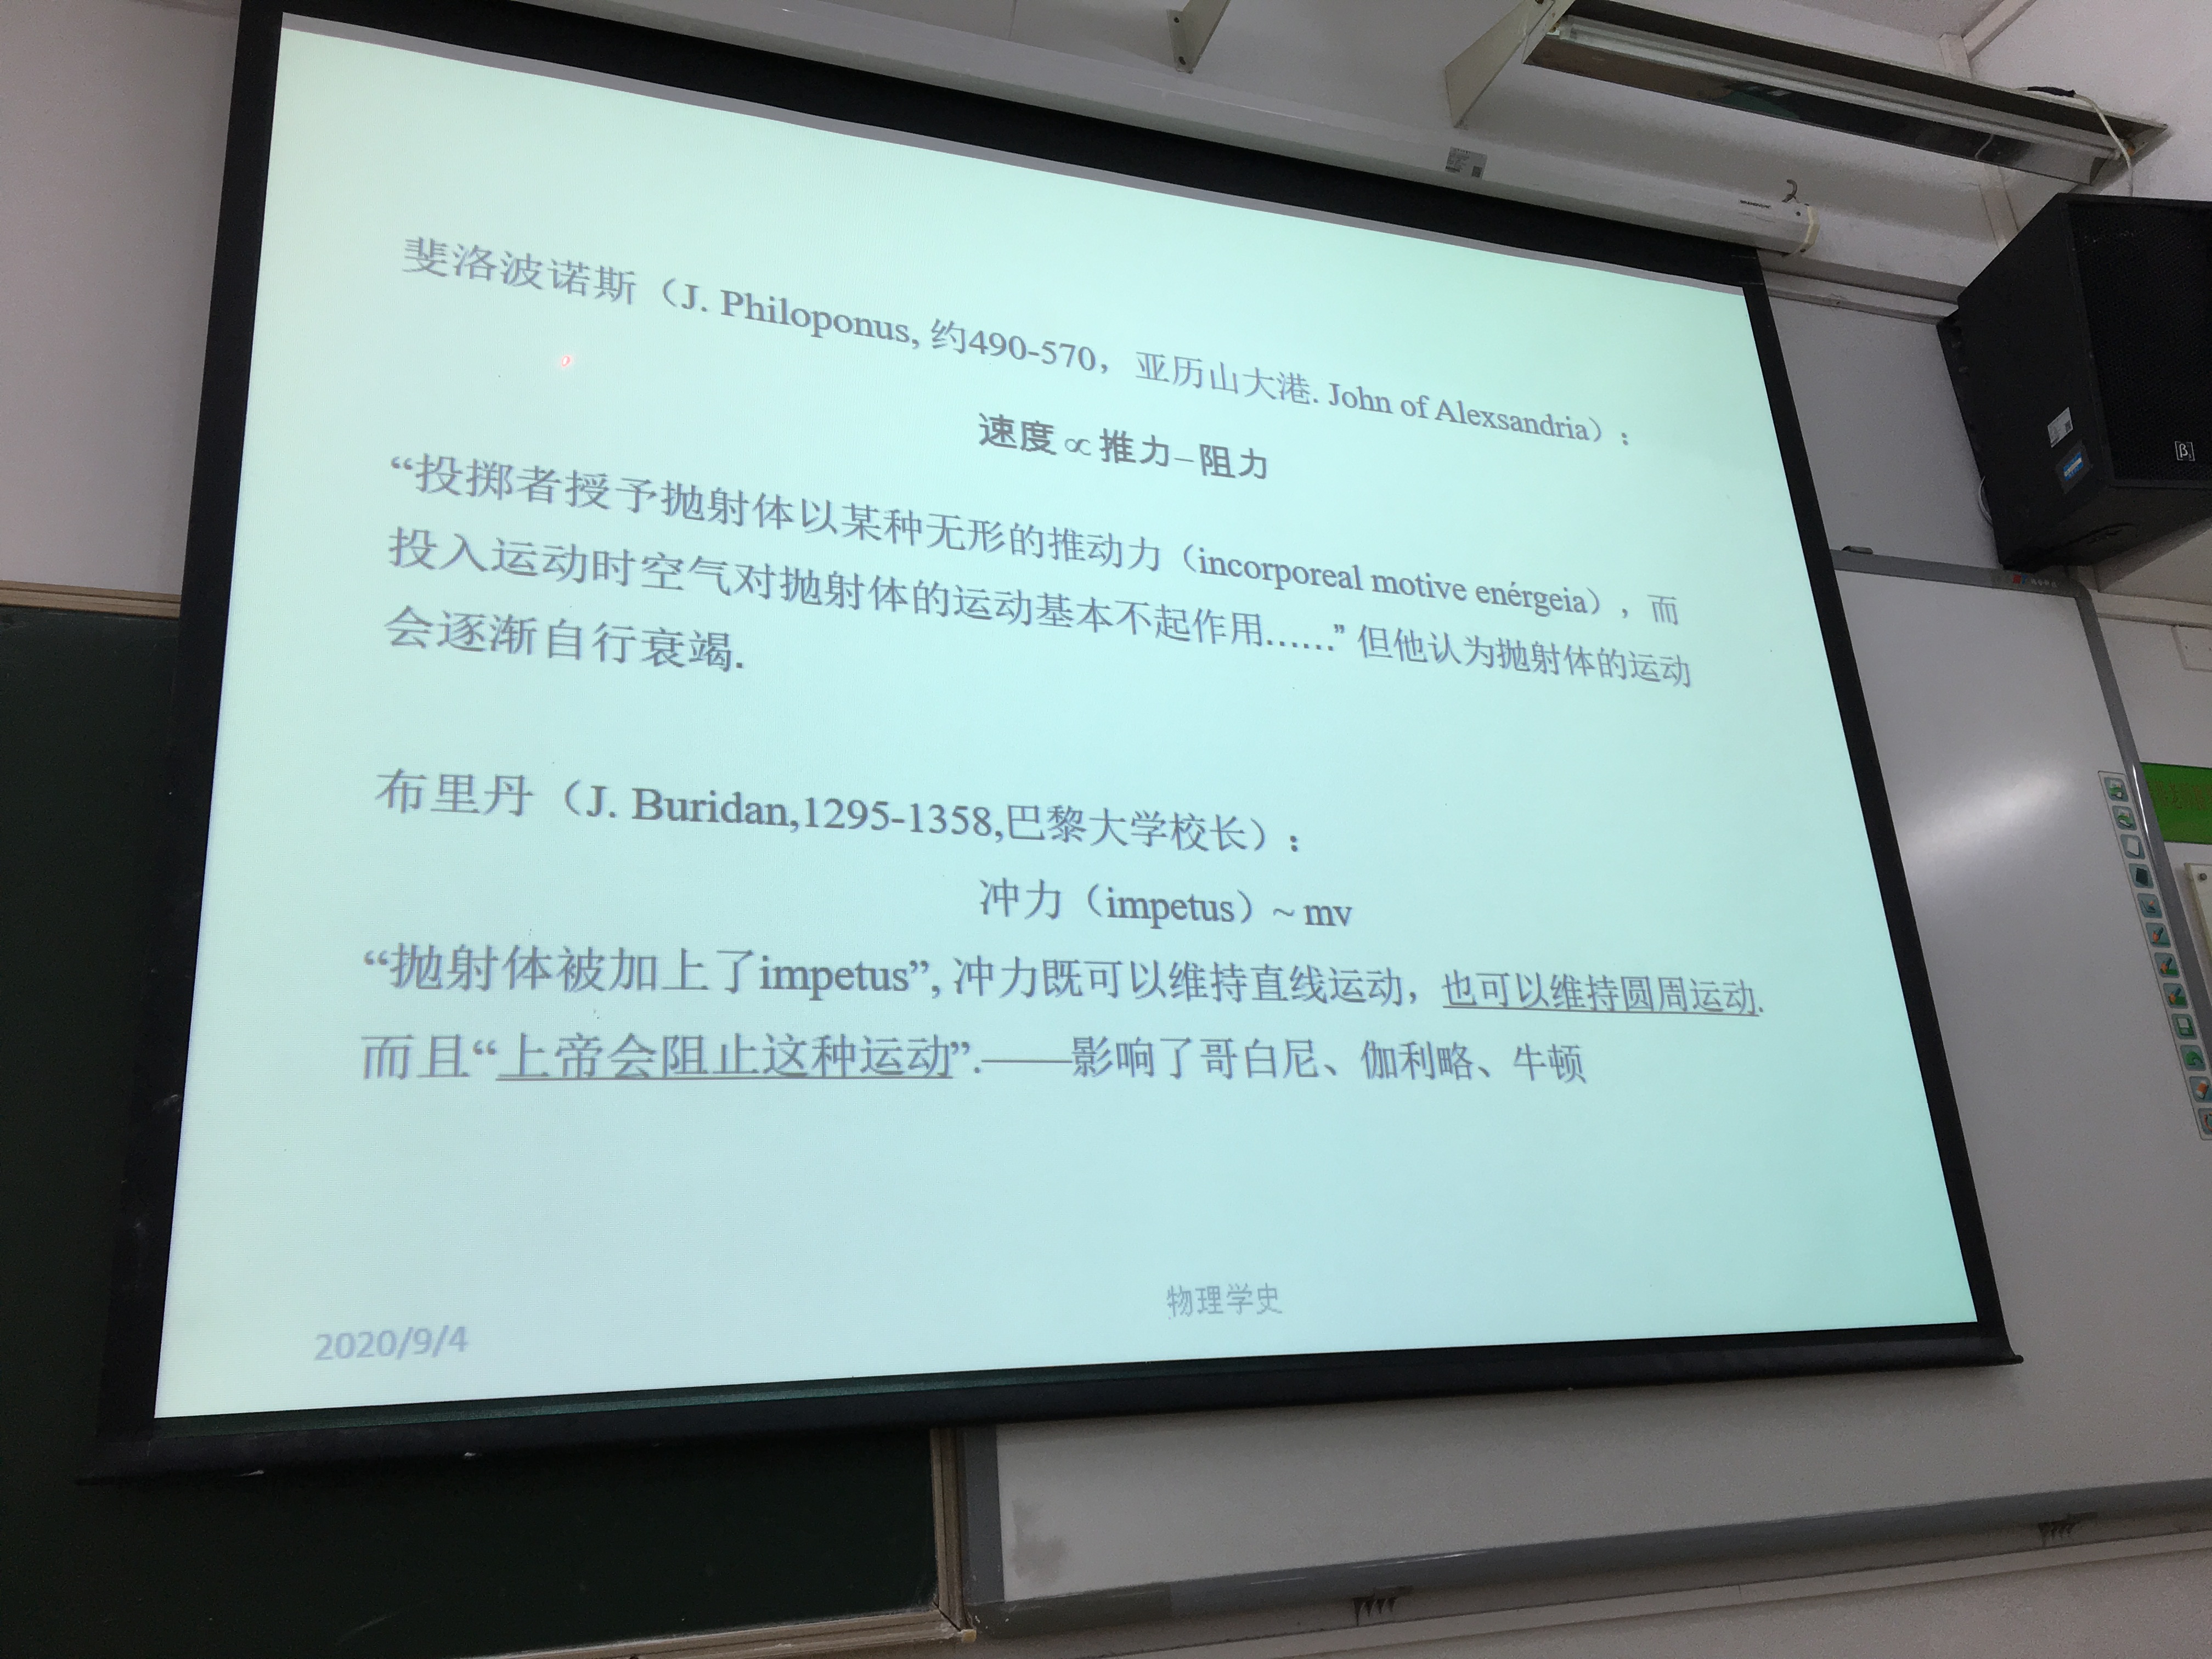 斐洛波诺斯（J. Philoponus, 约490-570，亚历山大港. John of Alexsandria）：
速度 ∝ 推力–阻力
“投掷者授予抛射体以某种无形的推动力（incorporeal motive enérgeia），而
投入运动时空气对抛射体的运动基本不起作用……” 但他认为抛射体的运动
会逐渐自行衰竭.
布里丹（J. Buridan,1295-1358,巴黎大学校长）：
冲力（impetus）~ mv
“抛射体被加上了impetus”, 冲力既可以维持直线运动，也可以维持圆周运动.
而且“上帝会阻止这种运动”.——影响了哥白尼、伽利略、牛顿
物理学史
2020/9/4